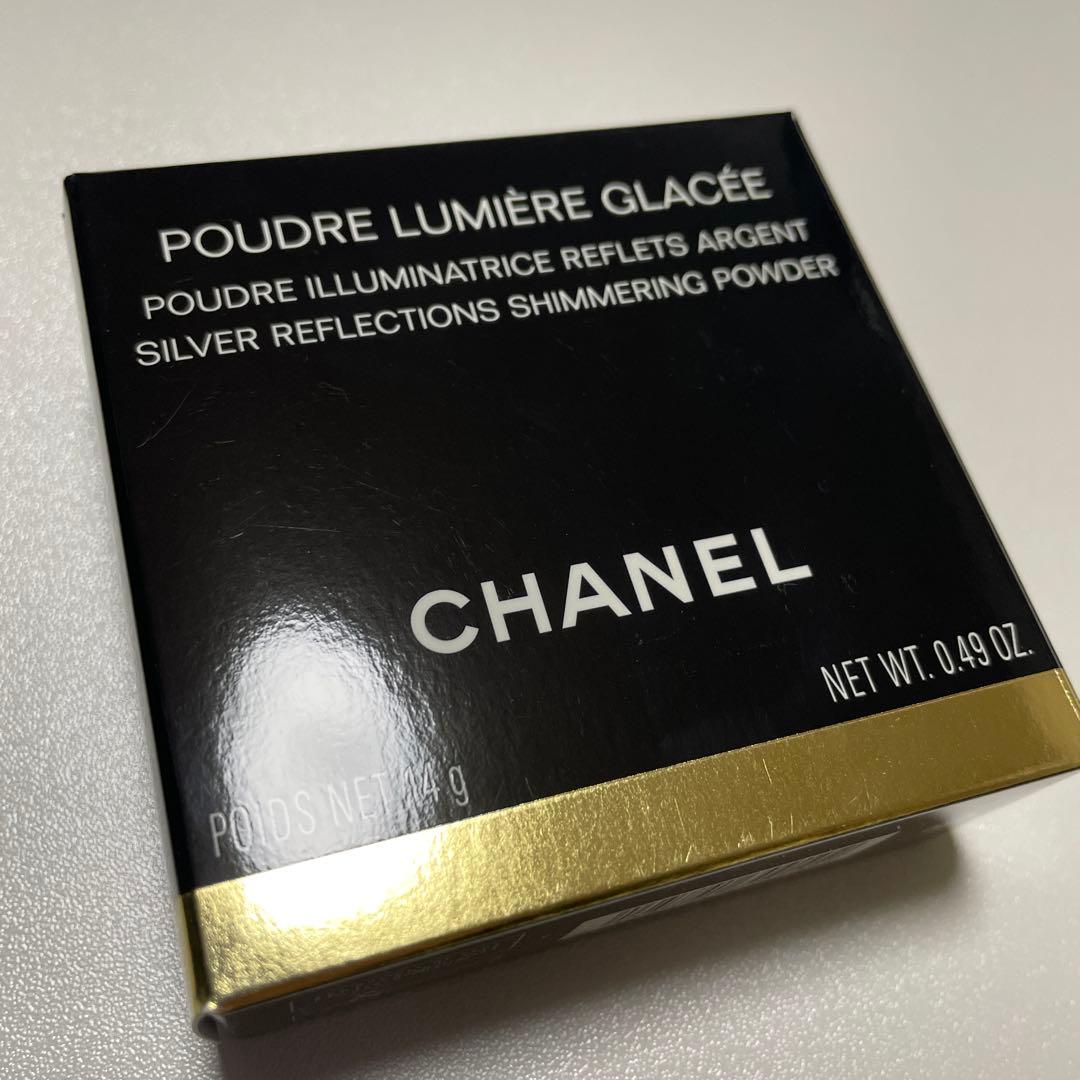 POUDRE LUMIÈRE GLACÉE
POUDRE ILLUMINATRICE REFLETS ARGENT
SILVER REFLECTIONS SHIMMERING POWDER
CHANEL
NET WT. 0.49 OZ.
POIDS NET 14 g